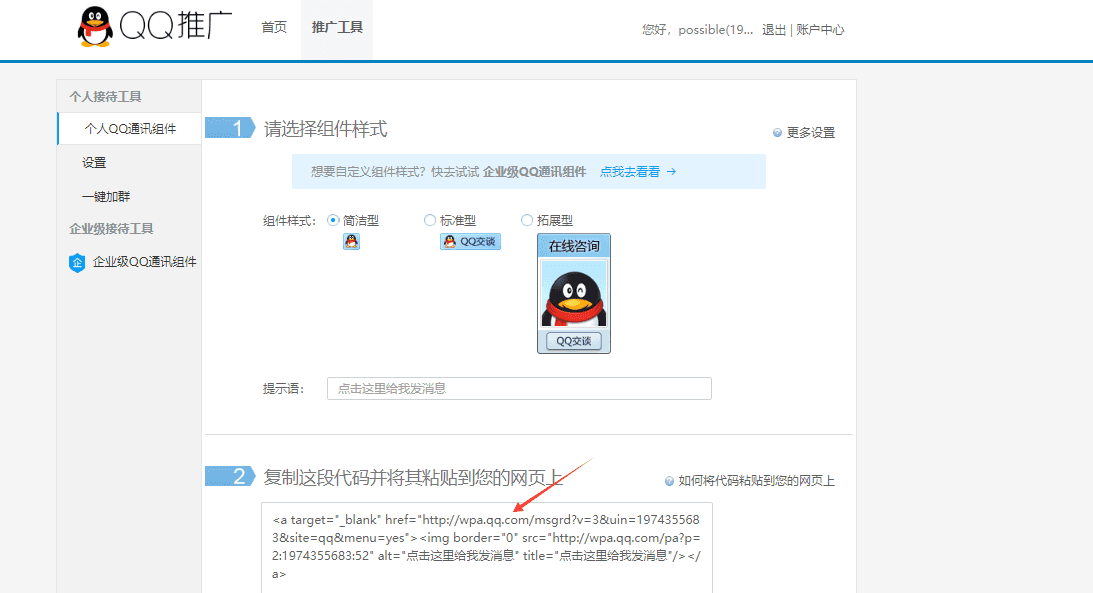 QQ推广
首页
推广工具
您好，possible(19... 退出 | 账户中心
个人接待工具
个人QQ通讯组件
设置
一键加群
企业级接待工具
企 企业级QQ通讯组件
1 请选择组件样式
更多设置
想要自定义组件样式？快去试试 企业级QQ通讯组件 点我去看看 →
组件样式：
简洁型
标准型
拓展型
QQ交谈
在线咨询
QQ交谈
提示语：
点击这里给我发消息
2 复制这段代码并将其粘贴到您的网页上
如何将代码粘贴到您的网页上
<a target="_blank" href="http://wpa.qq.com/msgrd?v=3&uin=197435568
3&site=qq&menu=yes"><img border="0" src="http://wpa.qq.com/pa?p=
2:1974355683:52" alt="点击这里给我发消息" title="点击这里给我发消息"/></
a>